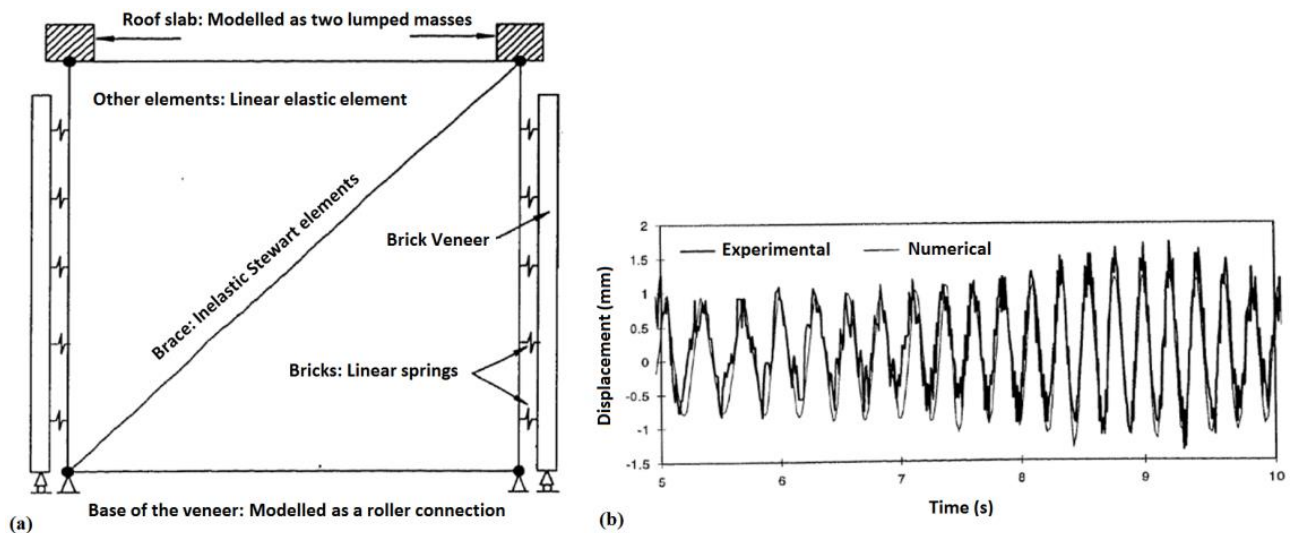 Roof slab: Modelled as two lumped masses
Other elements: Linear elastic element
Brace: Inelastic Stewart elements
Brick Veneer
Bricks: Linear springs
Base of the veneer: Modelled as a roller connection
(a)
Experimental
Numerical
Displacement (mm)
2
1.5
1
0.5
0
-0.5
-1
-1.5
5
6
7
8
9
10
Time (s)
(b)